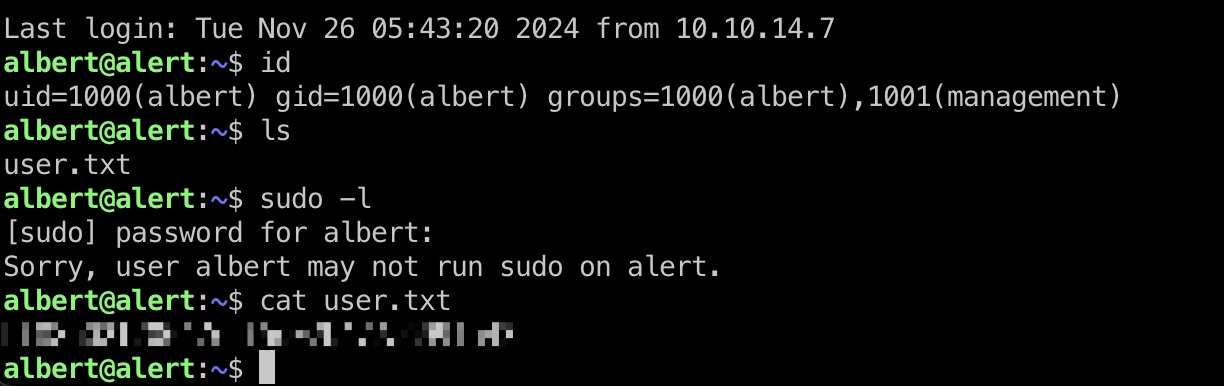 Last login: Tue Nov 26 05:43:20 2024 from 10.10.14.7
albert@alert:~$ id
uid=1000(albert) gid=1000(albert) groups=1000(albert),1001(management)
albert@alert:~$ ls
user.txt
albert@alert:~$ sudo -l
[sudo] password for albert:
Sorry, user albert may not run sudo on alert.
albert@alert:~$ cat user.txt
albert@alert:~$